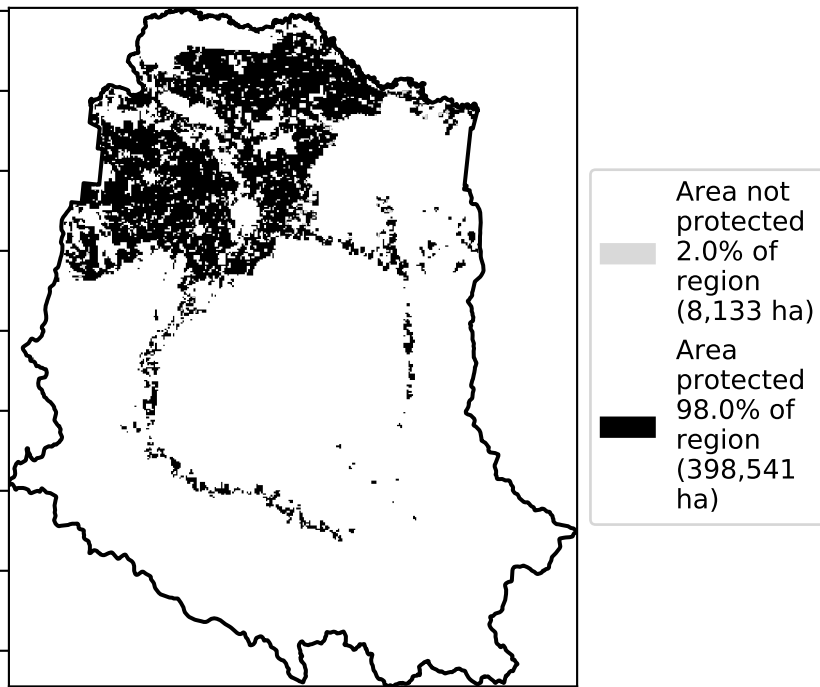 Area not
protected
2.0% of
region
(8,133 ha)
Area
protected
98.0% of
region
(398,541
ha)